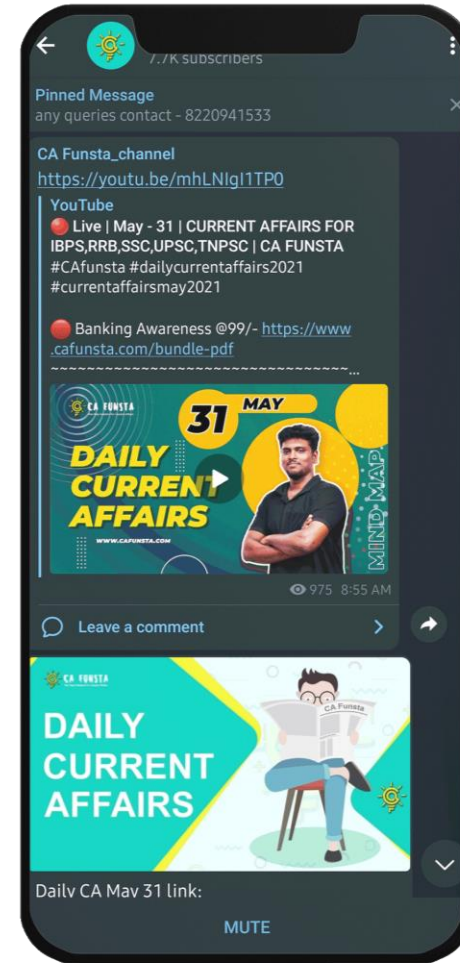 7.7K subscribers
Pinned Message
any queries contact - 8220941533
CA Funsta_channel
https://youtu.be/mhLNIgI1TP0
YouTube
🔴 Live | May - 31 | CURRENT AFFAIRS FOR
IBPS,RRB,SSC,UPSC,TNPSC | CA FUNSTA
#CAfunsta #dailycurrentaffairs2021
#currentaffairsmay2021
🔴 Banking Awareness @99/- https://www
.cafunsta.com/bundle-pdf
~~~~~~~~~~~~~~~~~~~~~~~~~~~~~~~~~...
CA FUNSTA
31 MAY
DAILY
CURRENT
AFFAIRS
WWW.CAFUNSTA.COM
MIND MAP
975 8:55 AM
Leave a comment
CA FUNSTA
CA Funsta
DAILY
CURRENT
AFFAIRS
Daily CA May 31 link:
MUTE